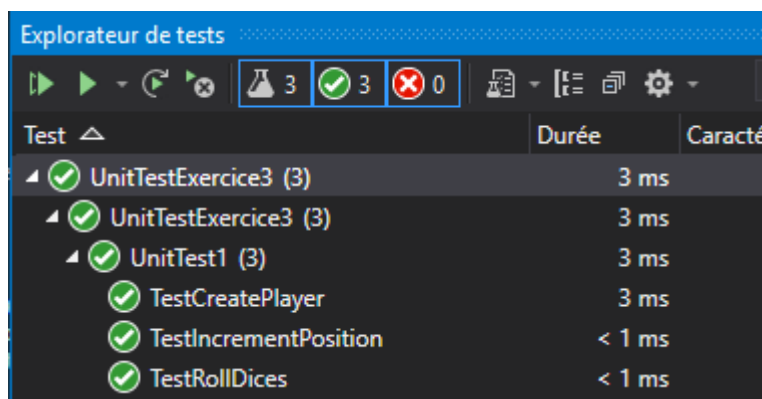 Explorateur de tests
3 3 0
Test Durée Caracté
UnitTestExercice3 (3) 3 ms
UnitTestExercice3 (3) 3 ms
UnitTest1 (3) 3 ms
TestCreatePlayer 3 ms
TestIncrementPosition < 1 ms
TestRollDices < 1 ms